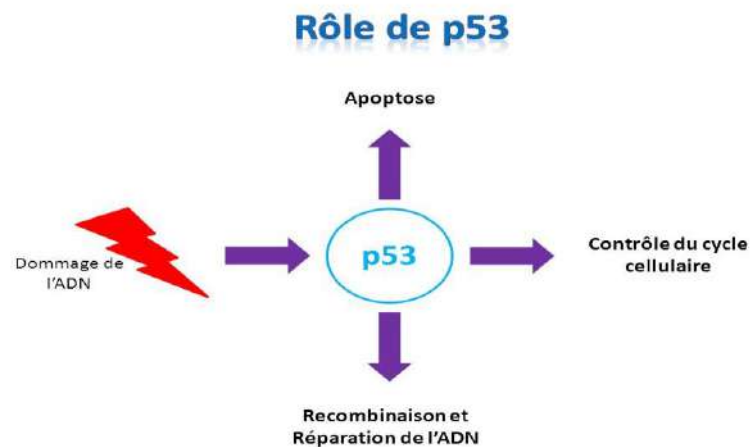 Rôle de p53
Apoptose
Dommage de
l'ADN
p53
Contrôle du cycle
cellulaire
Recombinaison et
Réparation de l'ADN